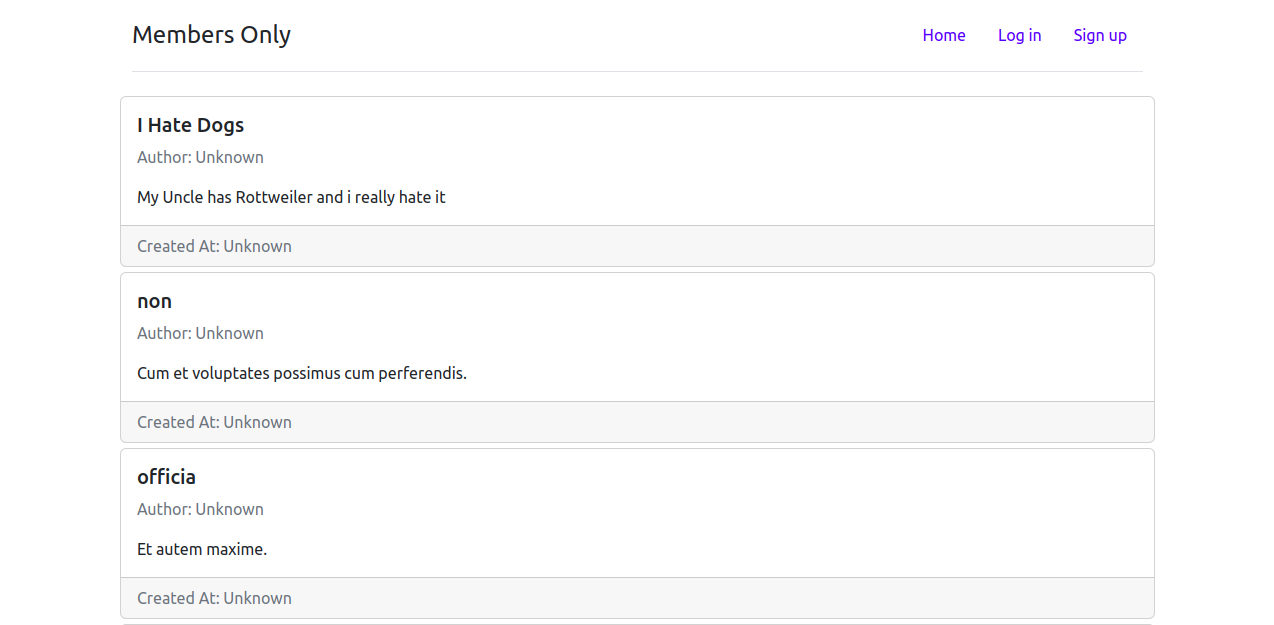 Members Only
Home Log in Sign up
I Hate Dogs
Author: Unknown
My Uncle has Rottweiler and i really hate it
Created At: Unknown
non
Author: Unknown
Cum et voluptates possimus cum perferendis.
Created At: Unknown
officia
Author: Unknown
Et autem maxime.
Created At: Unknown